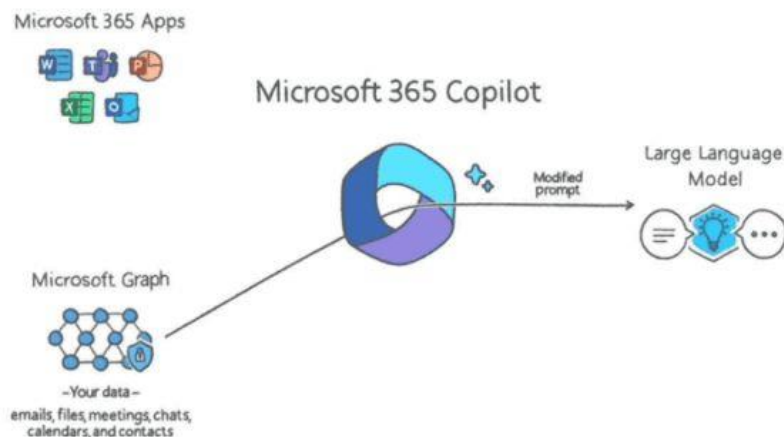 Microsoft 365 Apps
W
T
P
X
O
Microsoft 365 Copilot
Modified
prompt
Large Language
Model
Microsoft Graph
–Your data–
emails, files, meetings, chats,
calendars, and contacts